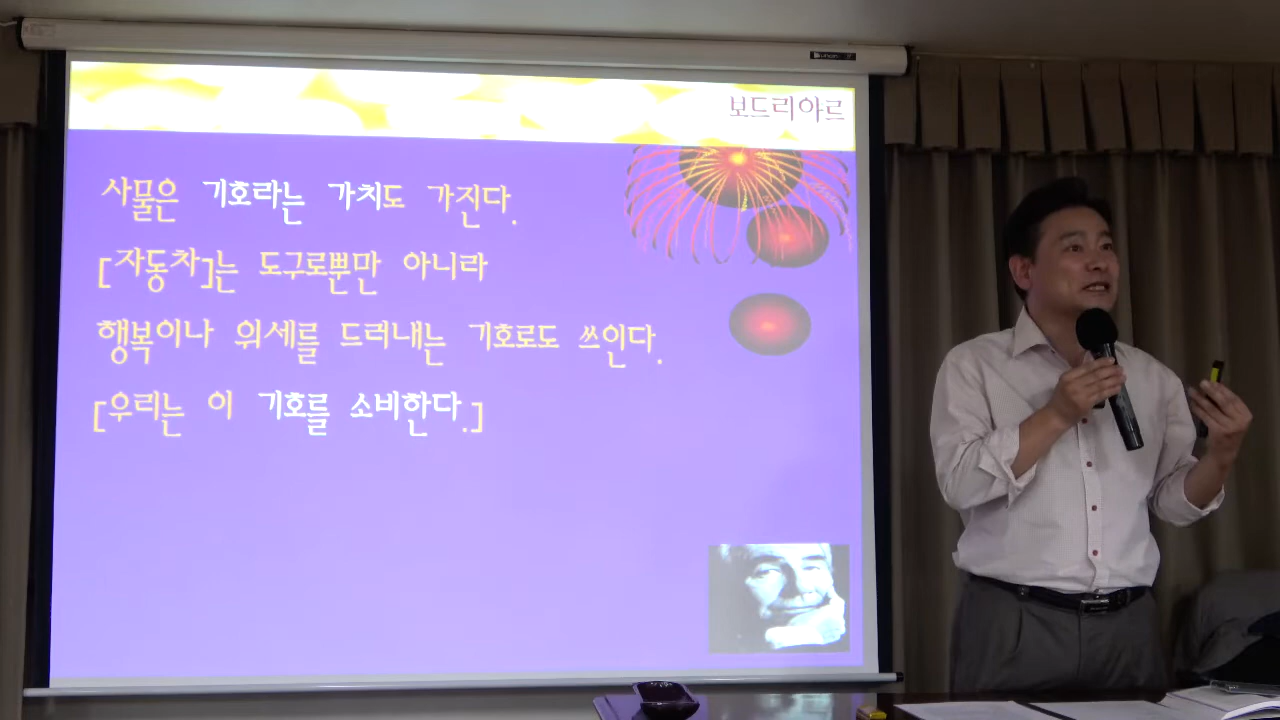 보드리야르
사물은 기호라는 가치도 가진다.
[자동차]는 도구로뿐만 아니라
행복이나 위세를 드러내는 기호로도 쓰인다.
[우리는 이 기호를 소비한다.]